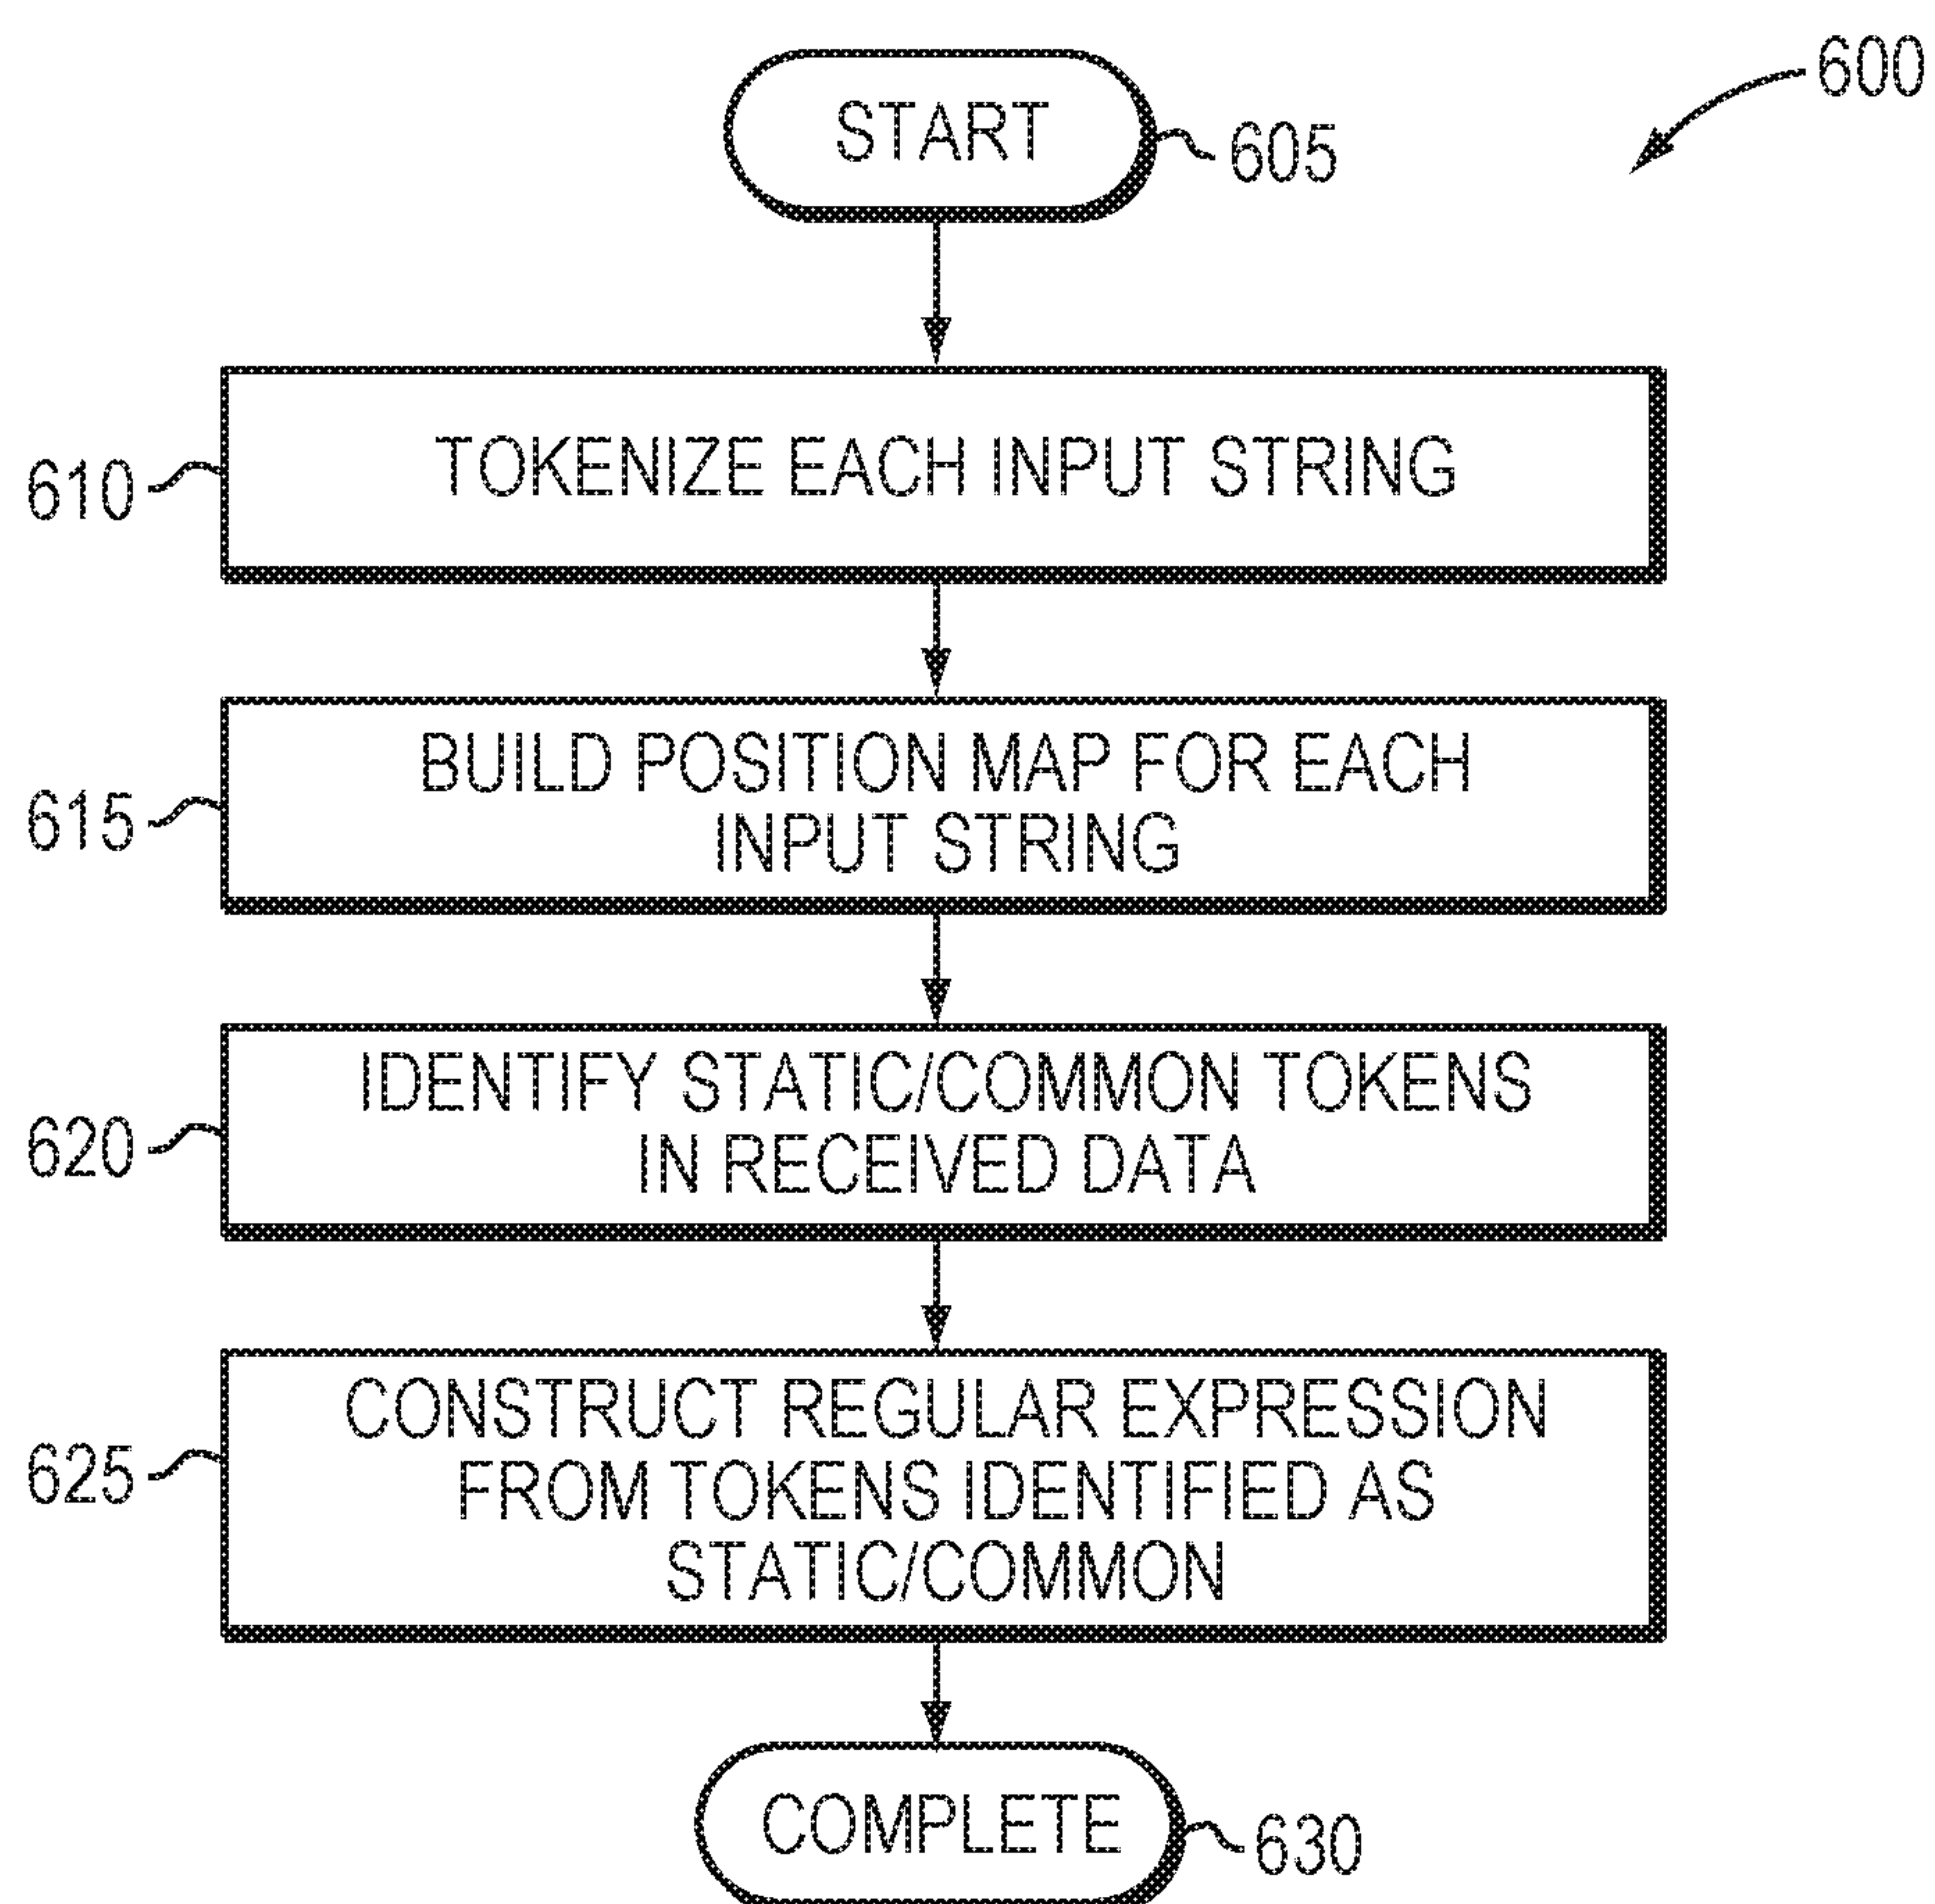 600
START
605
610
TOKENIZE EACH INPUT STRING
615
BUILD POSITION MAP FOR EACH
INPUT STRING
620
IDENTIFY STATIC/COMMON TOKENS
IN RECEIVED DATA
625
CONSTRUCT REGULAR EXPRESSION
FROM TOKENS IDENTIFIED AS
STATIC/COMMON
COMPLETE
630